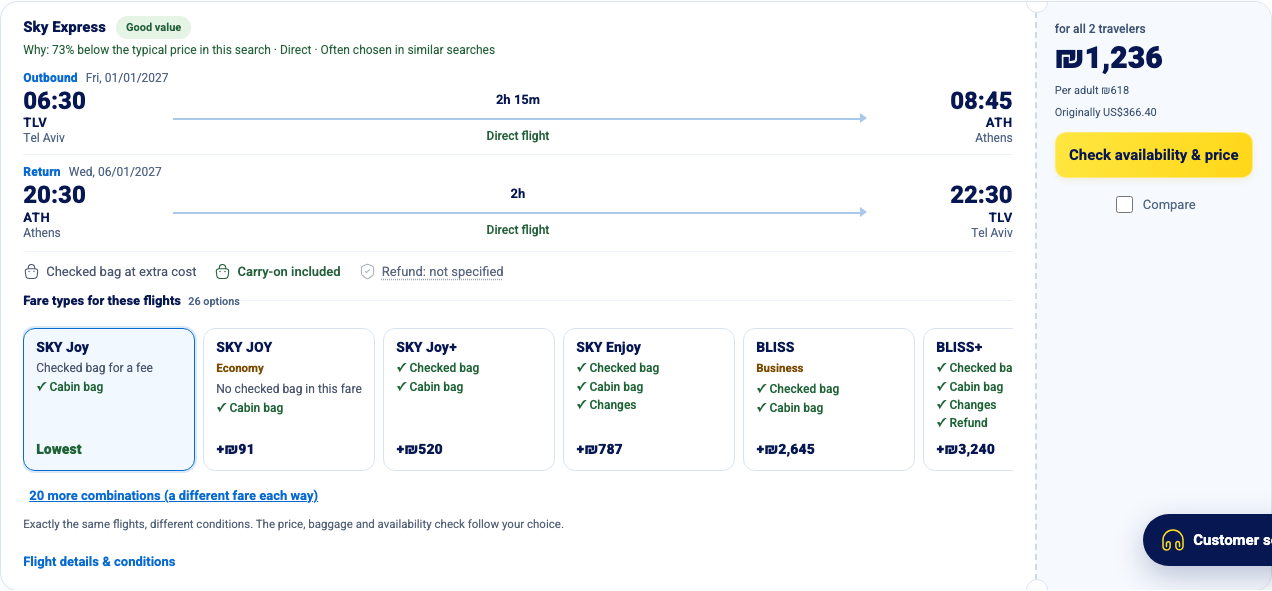 Sky Express Good value
Why: 73% below the typical price in this search · Direct · Often chosen in similar searches
Outbound Fri, 01/01/2027
06:30 2h 15m 08:45
TLV ATH
Tel Aviv Direct flight Athens
Return Wed, 06/01/2027
20:30 2h 22:30
ATH TLV
Athens Direct flight Tel Aviv
Checked bag at extra cost Carry-on included Refund: not specified
Fare types for these flights 26 options
SKY Joy
Checked bag for a fee
✓ Cabin bag
Lowest
SKY JOY
Economy
No checked bag in this fare
✓ Cabin bag
+₪91
SKY Joy+
✓ Checked bag
✓ Cabin bag
+₪520
SKY Enjoy
✓ Checked bag
✓ Cabin bag
✓ Changes
+₪787
BLISS
Business
✓ Checked bag
✓ Cabin bag
+₪2,645
BLISS+
✓ Checked ba
✓ Cabin bag
✓ Changes
✓ Refund
+₪3,240
20 more combinations (a different fare each way)
Exactly the same flights, different conditions. The price, baggage and availability check follow your choice.
Flight details & conditions
for all 2 travelers
₪1,236
Per adult ₪618
Originally US$366.40
Check availability & price
Compare
Customer s